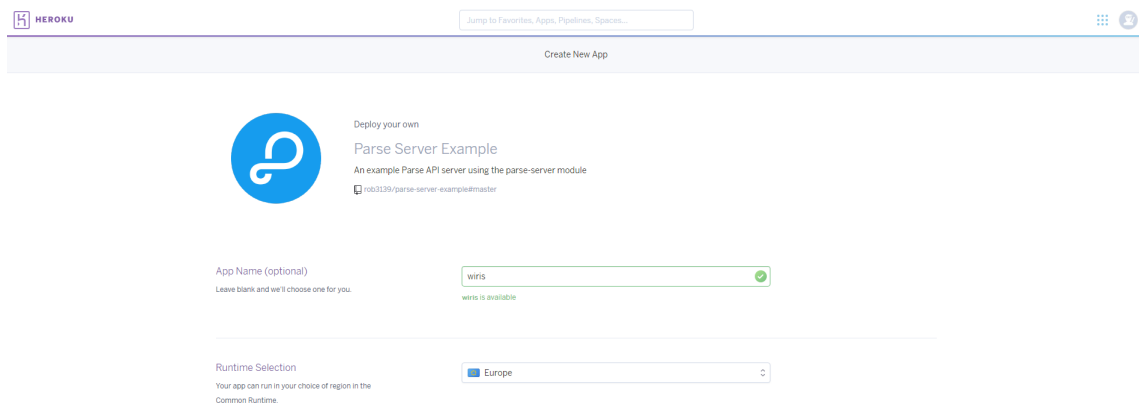 HEROKU
Jump to Favorites, Apps, Pipelines, Spaces...
Create New App
Deploy your own
Parse Server Example
An example Parse API server using the parse-server module
rob3139/parse-server-example#master
App Name (optional)
Leave blank and we'll choose one for you.
wiris
wiris is available
Runtime Selection
Your app can run in your choice of region in the
Common Runtime.
Europe